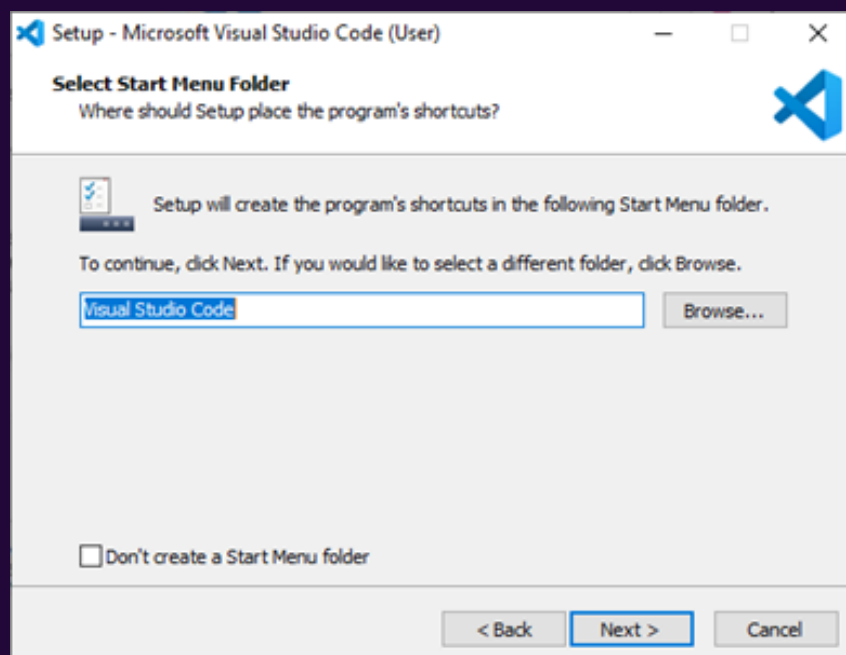 Setup - Microsoft Visual Studio Code (User)
Select Start Menu Folder
Where should Setup place the program's shortcuts?
Setup will create the program's shortcuts in the following Start Menu folder.
To continue, click Next. If you would like to select a different folder, click Browse.
Visual Studio Code
Browse...
Don't create a Start Menu folder
< Back
Next >
Cancel